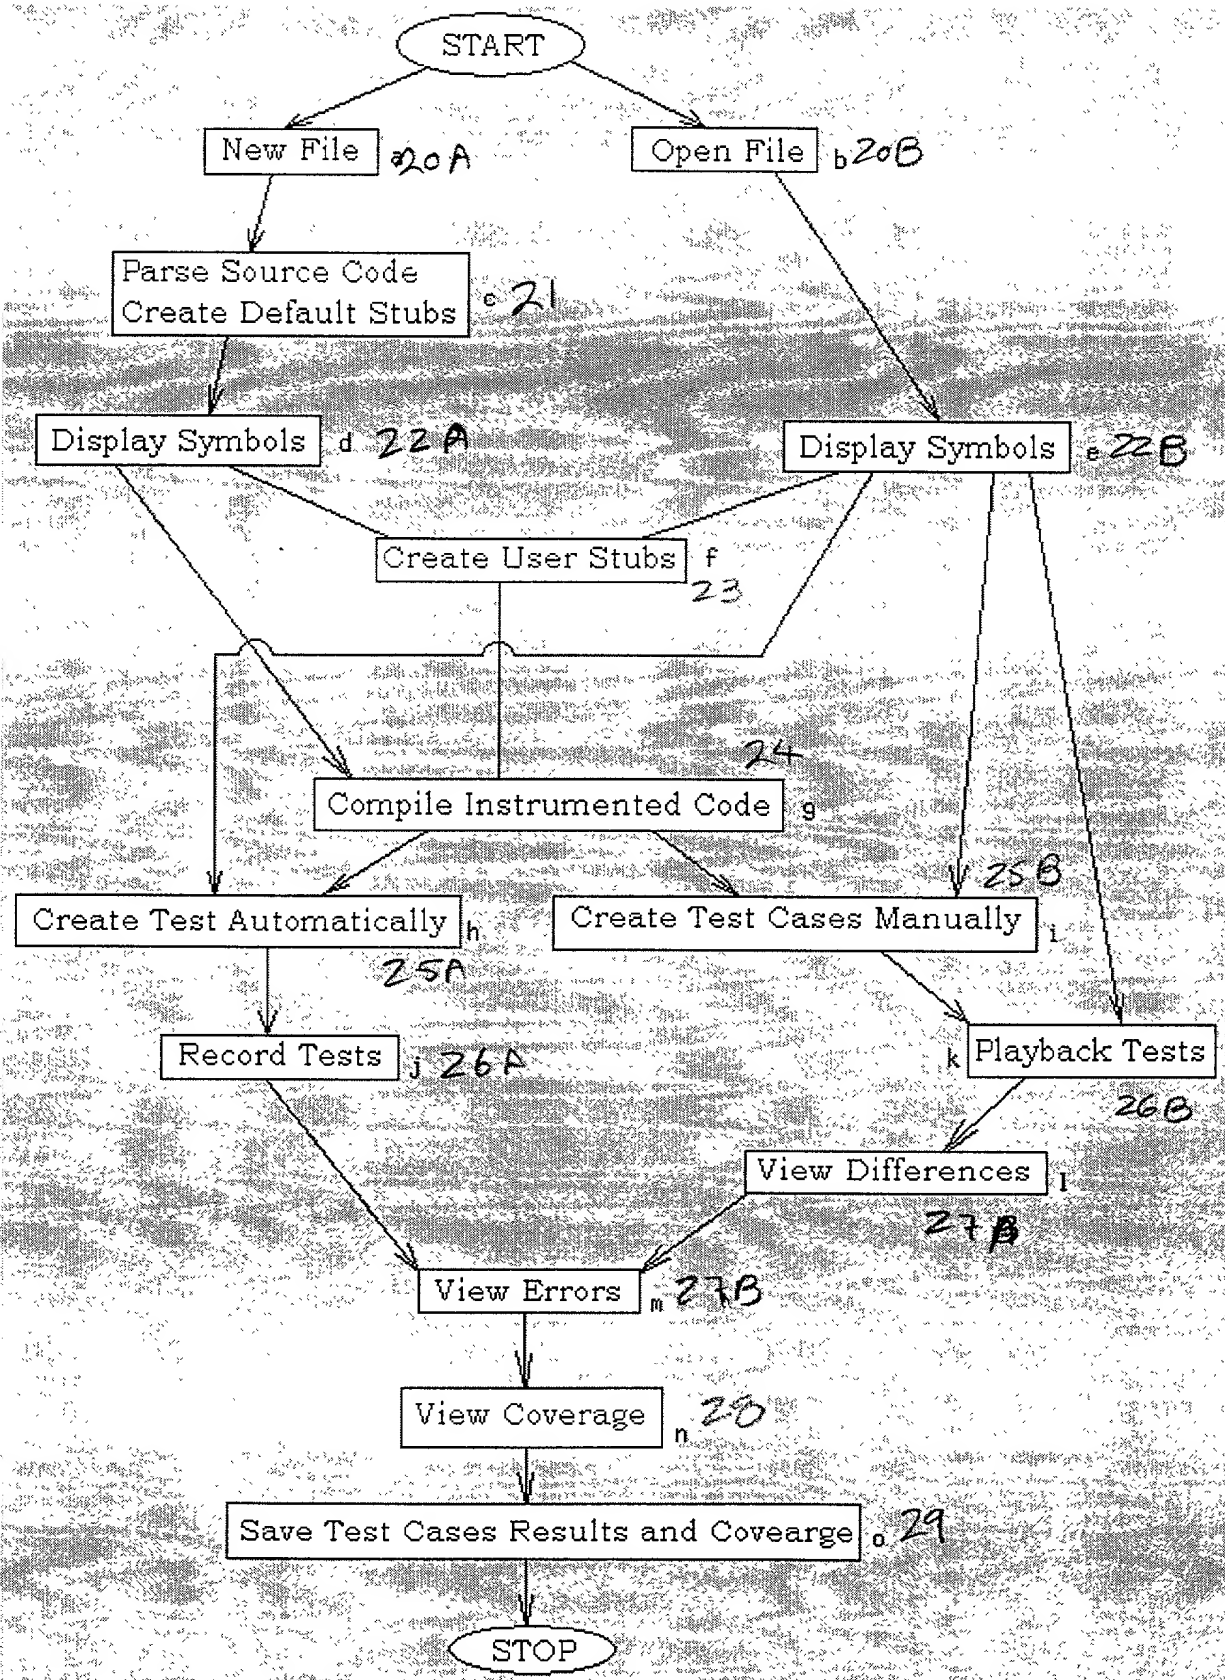 START
New File a 20A
Open File b 20B
Parse Source Code
Create Default Stubs c 21
Display Symbols d 22A
Display Symbols e 22B
Create User Stubs f
23
24
Compile Instrumented Code g
25B
Create Test Automatically h
Create Test Cases Manually i
25A
Record Tests j 26A
k Playback Tests
26B
View Differences l
27B
View Errors m 27B
View Coverage n 28
Save Test Cases Results and Covearge o 29
STOP